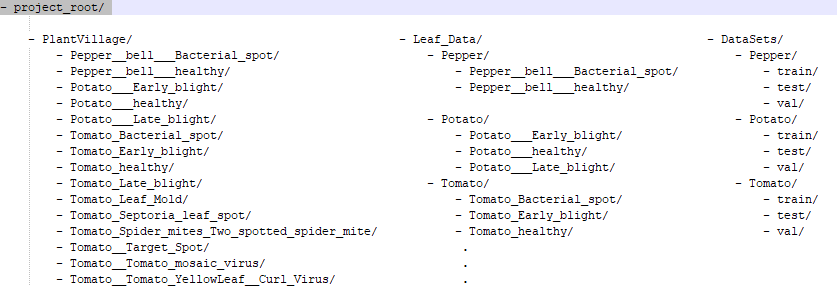 - project_root/
- PlantVillage/ - Leaf_Data/ - DataSets/
- Pepper__bell___Bacterial_spot/ - Pepper/ - Pepper/
- Pepper__bell___healthy/ - Pepper__bell___Bacterial_spot/ - train/
- Potato___Early_blight/ - Pepper__bell___healthy/ - test/
- Potato___healthy/ - val/
- Potato___Late_blight/ - Potato/ - Potato/
- Tomato_Bacterial_spot/ - Potato___Early_blight/ - train/
- Tomato_Early_blight/ - Potato___healthy/ - test/
- Tomato_healthy/ - Potato___Late_blight/ - val/
- Tomato_Late_blight/ - Tomato/ - Tomato/
- Tomato_Leaf_Mold/ - Tomato_Bacterial_spot/ - train/
- Tomato_Septoria_leaf_spot/ - Tomato_Early_blight/ - test/
- Tomato_Spider_mites_Two_spotted_spider_mite/ - Tomato_healthy/ - val/
- Tomato__Target_Spot/ .
- Tomato__Tomato_mosaic_virus/ .
- Tomato__Tomato_YellowLeaf__Curl_Virus/ .